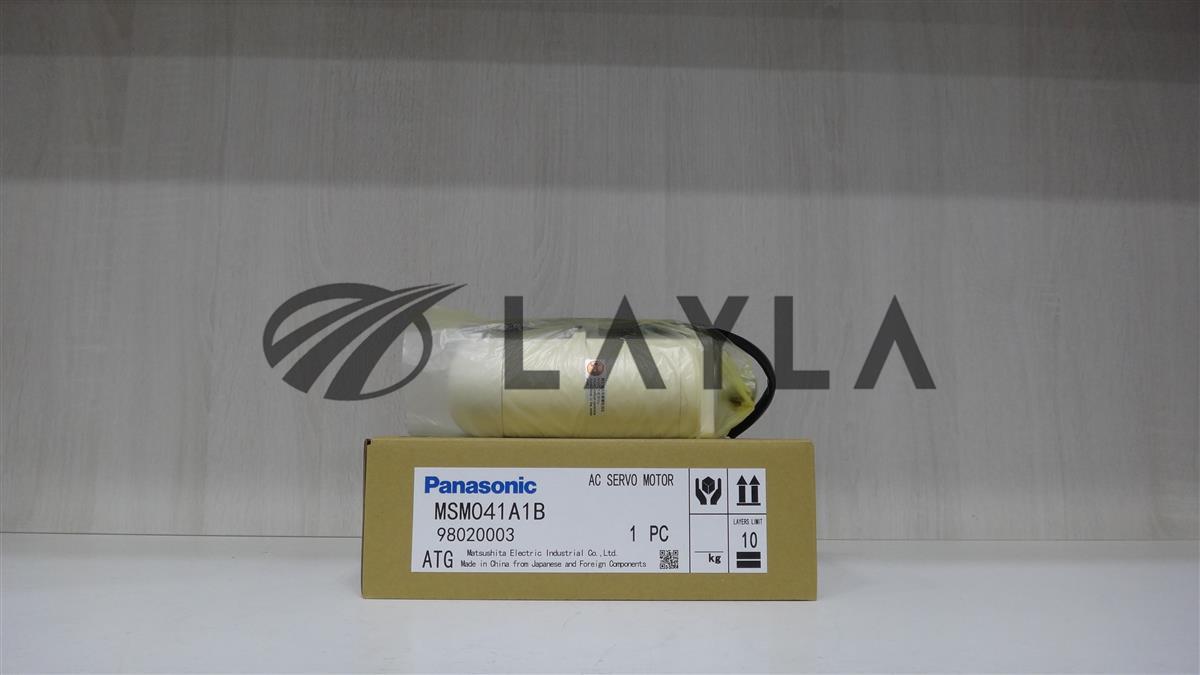 LAYLA
Panasonic
AC SERVO MOTOR
MSM041A1B
98020003
1 PC
ATG
Matsushita Electric Industrial Co.,Ltd.
Made in China from Japanese and Foreign Components
kg
LAYERS LIMIT
10